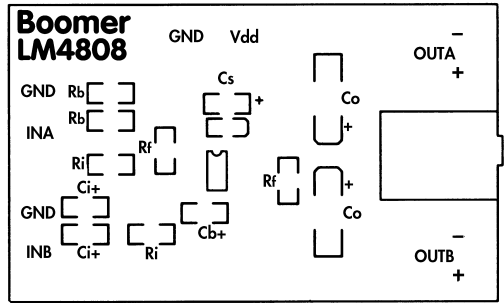 Boomer
LM4808
GND Vdd
OUTA
−
+
Cs
+
GND Rb
Rb
INA
Co
+
Rf
Ri
Ci+
Rf
+
GND
Co
Cb+
INB
Ci+
Ri
OUTB
−
+